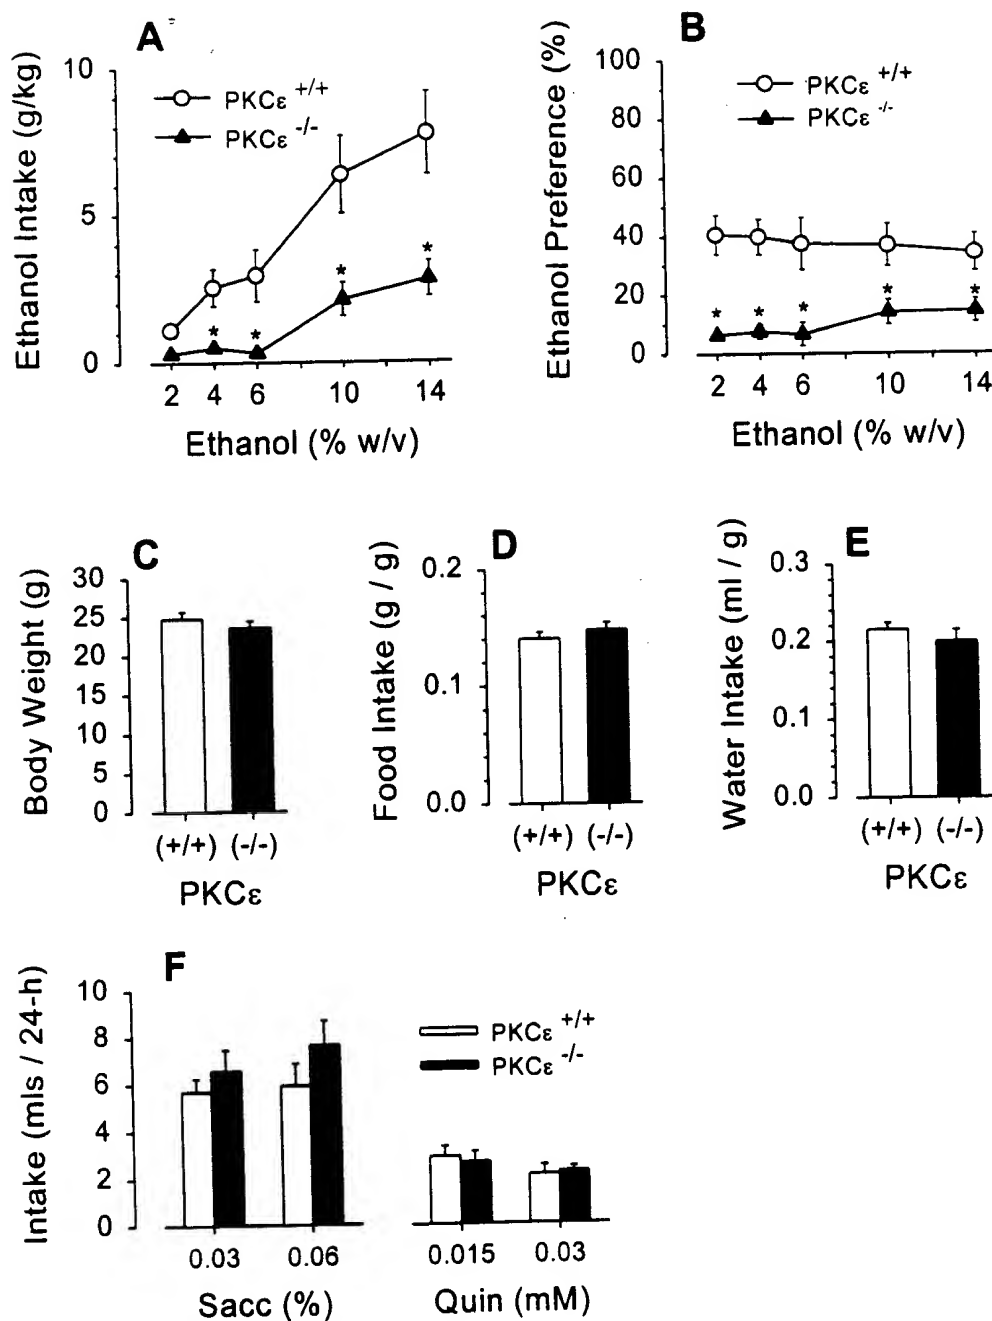 A
Ethanol Intake (g/kg)
10
5
0
PKCε +/+
PKCε -/-
*
*
*
*
2 4 6 10 14
Ethanol (% w/v)
B
Ethanol Preference (%)
100
80
60
40
20
0
PKCε +/+
PKCε -/-
* * * * *
2 4 6 10 14
Ethanol (% w/v)
C
Body Weight (g)
30
25
20
15
10
5
0
(+/+) (-/-)
PKCε
D
Food Intake (g / g)
0.2
0.1
0.0
(+/+) (-/-)
PKCε
E
Water Intake (ml / g)
0.3
0.2
0.1
0.0
(+/+) (-/-)
PKCε
F
Intake (mls / 24-h)
10
8
6
4
2
0
PKCε +/+
PKCε -/-
0.03 0.06
Sacc (%)
0.015 0.03
Quin (mM)